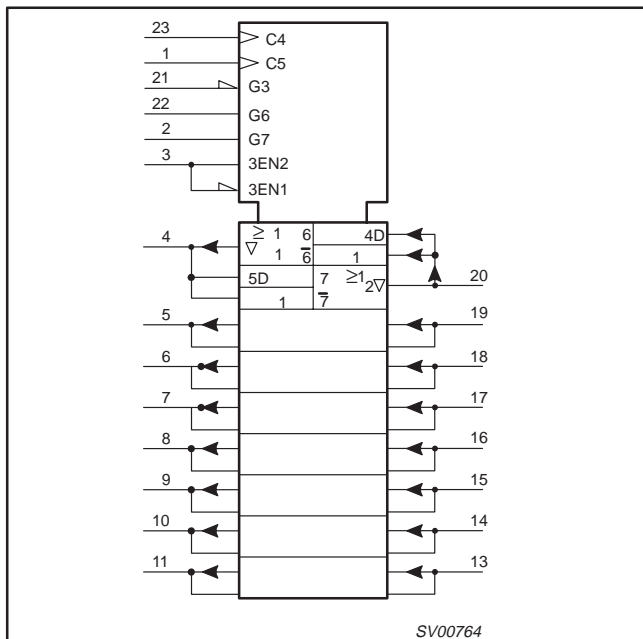 23 C4
1 C5
21 G3
22 G6
2 G7
3 3EN2
3EN1
4 ≥ 1 6 4D
▽ 1 6̅ 1
5D 7 ≥1 2▽ 20
1 7̅
5 19
6 18
7 17
8 16
9 15
10 14
11 13
SV00764